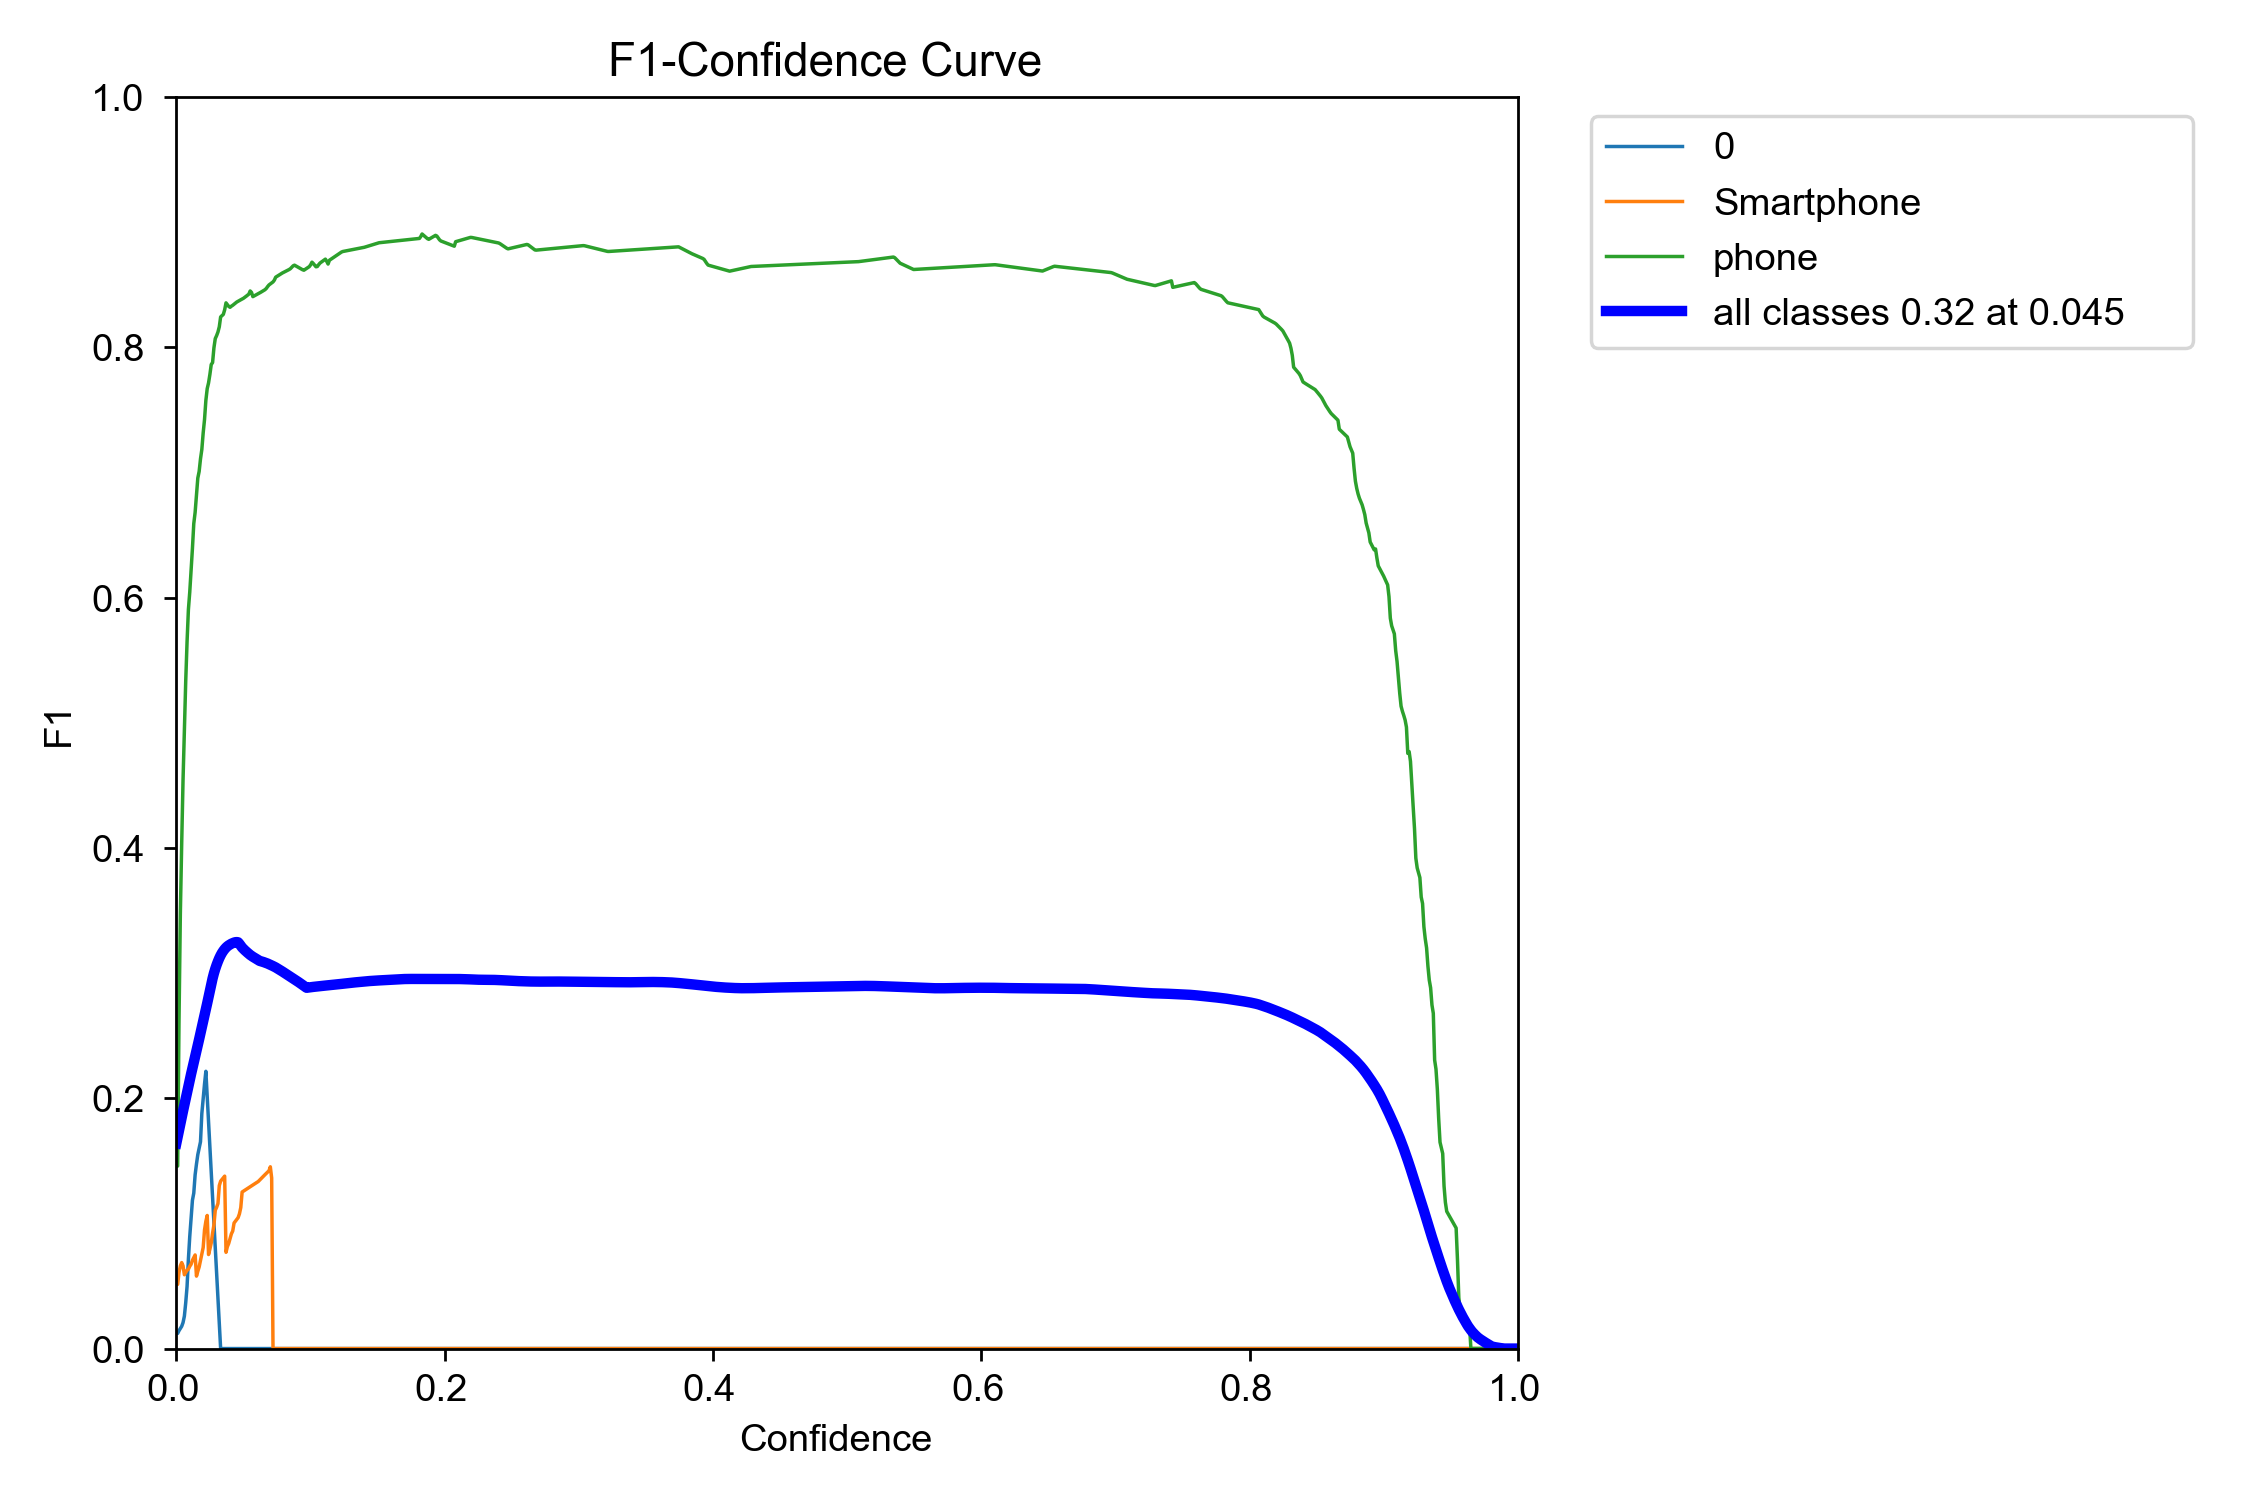 F1-Confidence Curve
1.0
0.8
0.6
0.4
0.2
0.0
F1
0.0 0.2 0.4 0.6 0.8 1.0
Confidence
0
Smartphone
phone
all classes 0.32 at 0.045